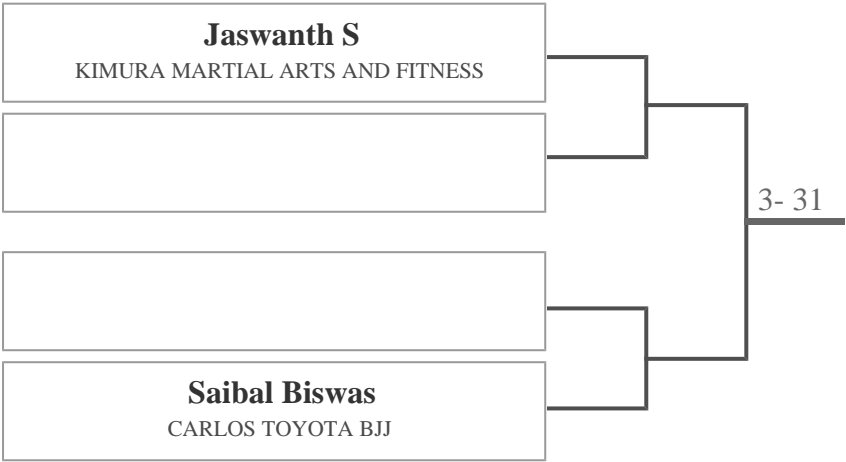 Jaswanth S
KIMURA MARTIAL ARTS AND FITNESS
3- 31
Saibal Biswas
CARLOS TOYOTA BJJ